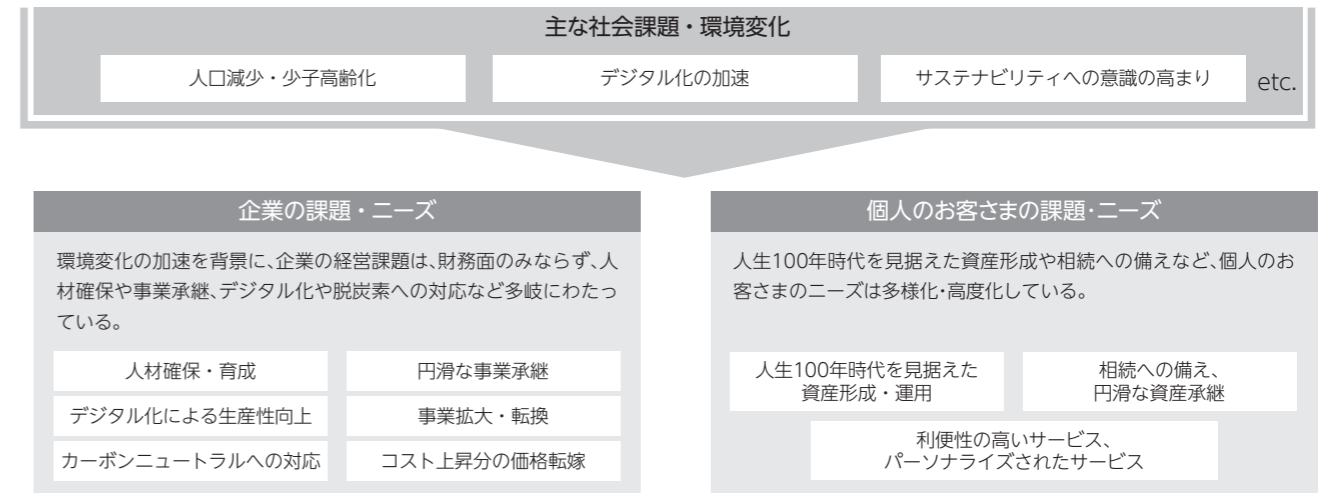 主な社会課題・環境変化
人口減少・少子高齢化
デジタル化の加速
サステナビリティへの意識の高まり
etc.
企業の課題・ニーズ
環境変化の加速を背景に、企業の経営課題は、財務面のみならず、人
材確保や事業承継、デジタル化や脱炭素への対応など多岐にわたっ
ている。
人材確保・育成
円滑な事業承継
デジタル化による生産性向上
事業拡大・転換
カーボンニュートラルへの対応
コスト上昇分の価格転嫁
個人のお客さまの課題・ニーズ
人生100年時代を見据えた資産形成や相続への備えなど、個人のお
客さまのニーズは多様化・高度化している。
人生100年時代を見据えた
資産形成・運用
相続への備え、
円滑な資産承継
利便性の高いサービス、
パーソナライズされたサービス